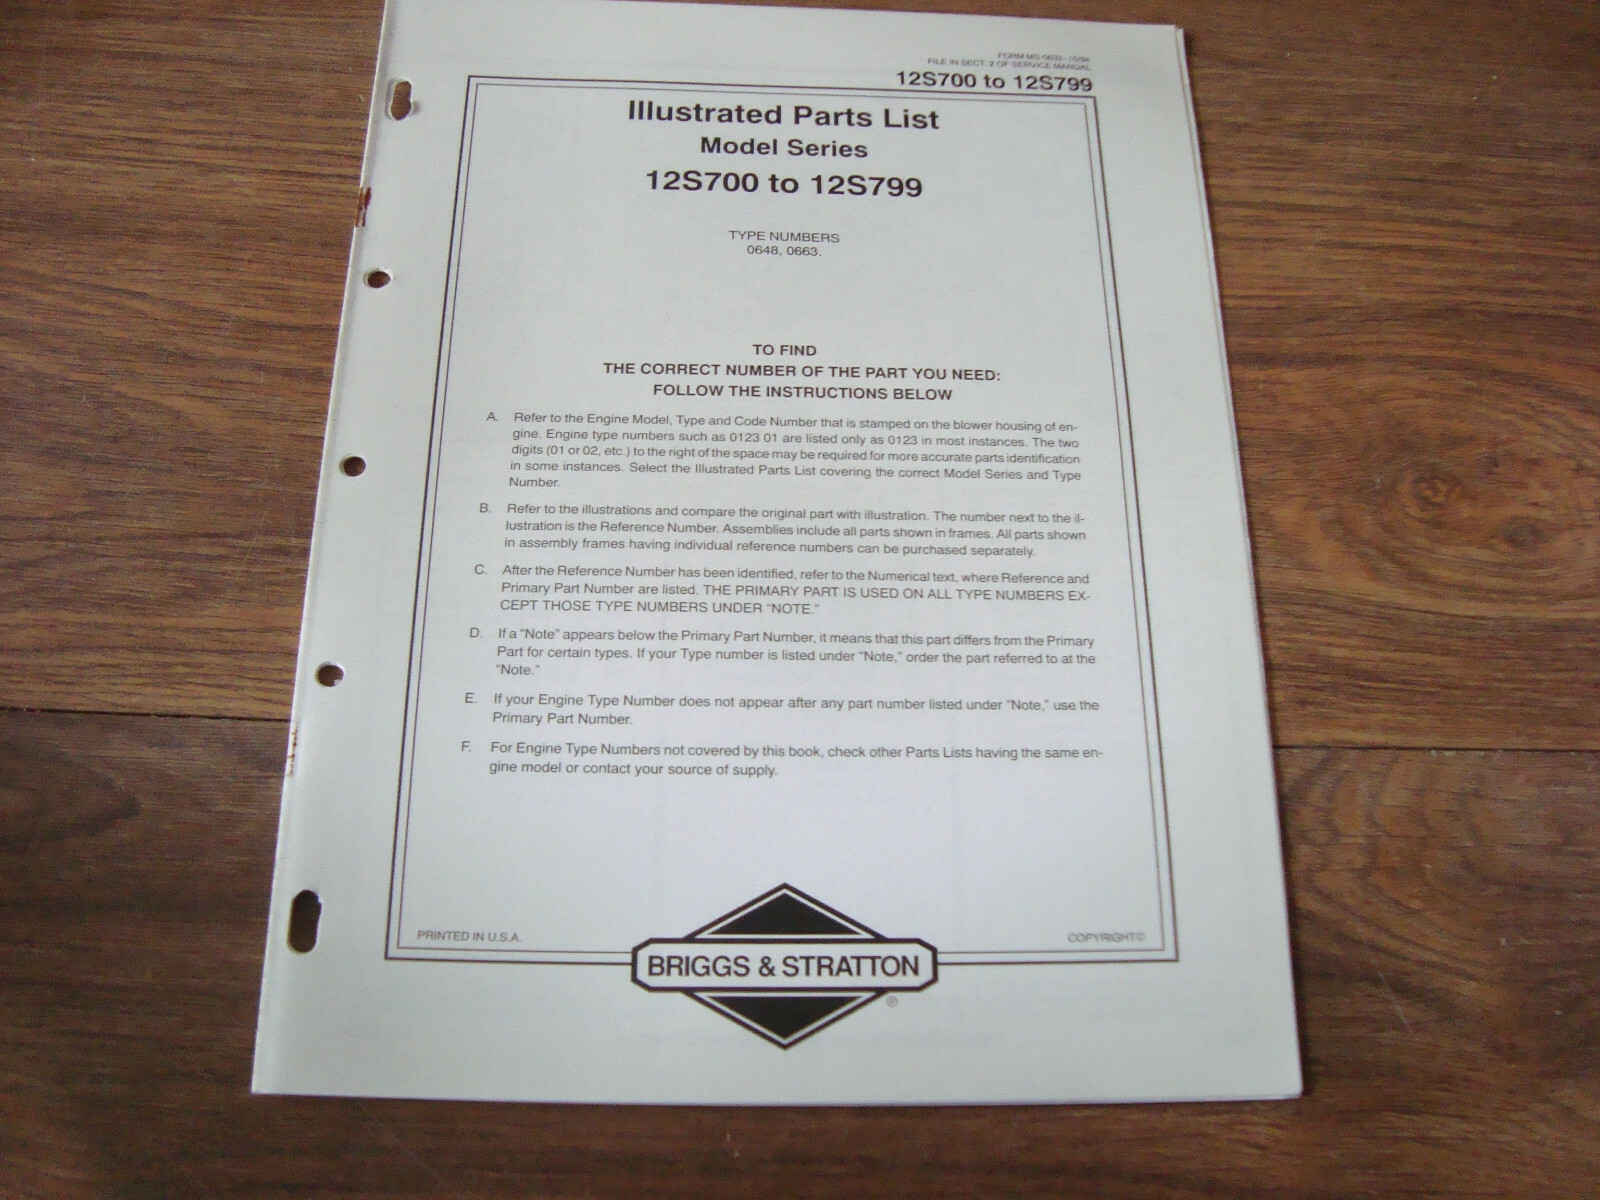 FORM MS-0632-10/94
FILE IN SECT. 2 OF SERVICE MANUAL
12S700 to 12S799
Illustrated Parts List
Model Series
12S700 to 12S799
TYPE NUMBERS
0648, 0663.
TO FIND
THE CORRECT NUMBER OF THE PART YOU NEED:
FOLLOW THE INSTRUCTIONS BELOW
A. Refer to the Engine Model, Type and Code Number that is stamped on the blower housing of en-
gine. Engine type numbers such as 0123 01 are listed only as 0123 in most instances. The two
digits (01 or 02, etc.) to the right of the space may be required for more accurate parts identification
in some instances. Select the Illustrated Parts List covering the correct Model Series and Type
Number.
B. Refer to the illustrations and compare the original part with illustration. The number next to the il-
lustration is the Reference Number. Assemblies include all parts shown in frames. All parts shown
in assembly frames having individual reference numbers can be purchased separately.
C. After the Reference Number has been identified, refer to the Numerical text, where Reference and
Primary Part Number are listed. THE PRIMARY PART IS USED ON ALL TYPE NUMBERS EX-
CEPT THOSE TYPE NUMBERS UNDER "NOTE."
D. If a "Note" appears below the Primary Part Number, it means that this part differs from the Primary
Part for certain types. If your Type number is listed under "Note," order the part referred to at the
"Note."
E. If your Engine Type Number does not appear after any part number listed under "Note," use the
Primary Part Number.
F. For Engine Type Numbers not covered by this book, check other Parts Lists having the same en-
gine model or contact your source of supply.
PRINTED IN U.S.A.
COPYRIGHT©
BRIGGS & STRATTON
®